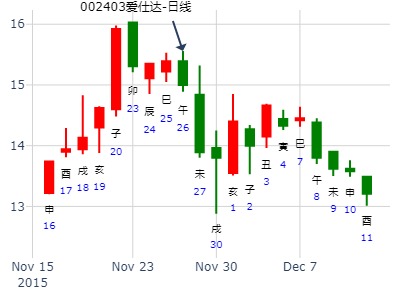 002403爱仕达-日线
16
15
14
13
申
16
酉
17
戌
18
亥
19
子
20
卯
23
辰
24
巳
25
午
26
未
27
戌
30
亥
1
子
2
丑
3
寅
4
巳
7
午
8
未
9
申
10
酉
11
Nov 15
2015
Nov 23
Nov 30
Dec 7